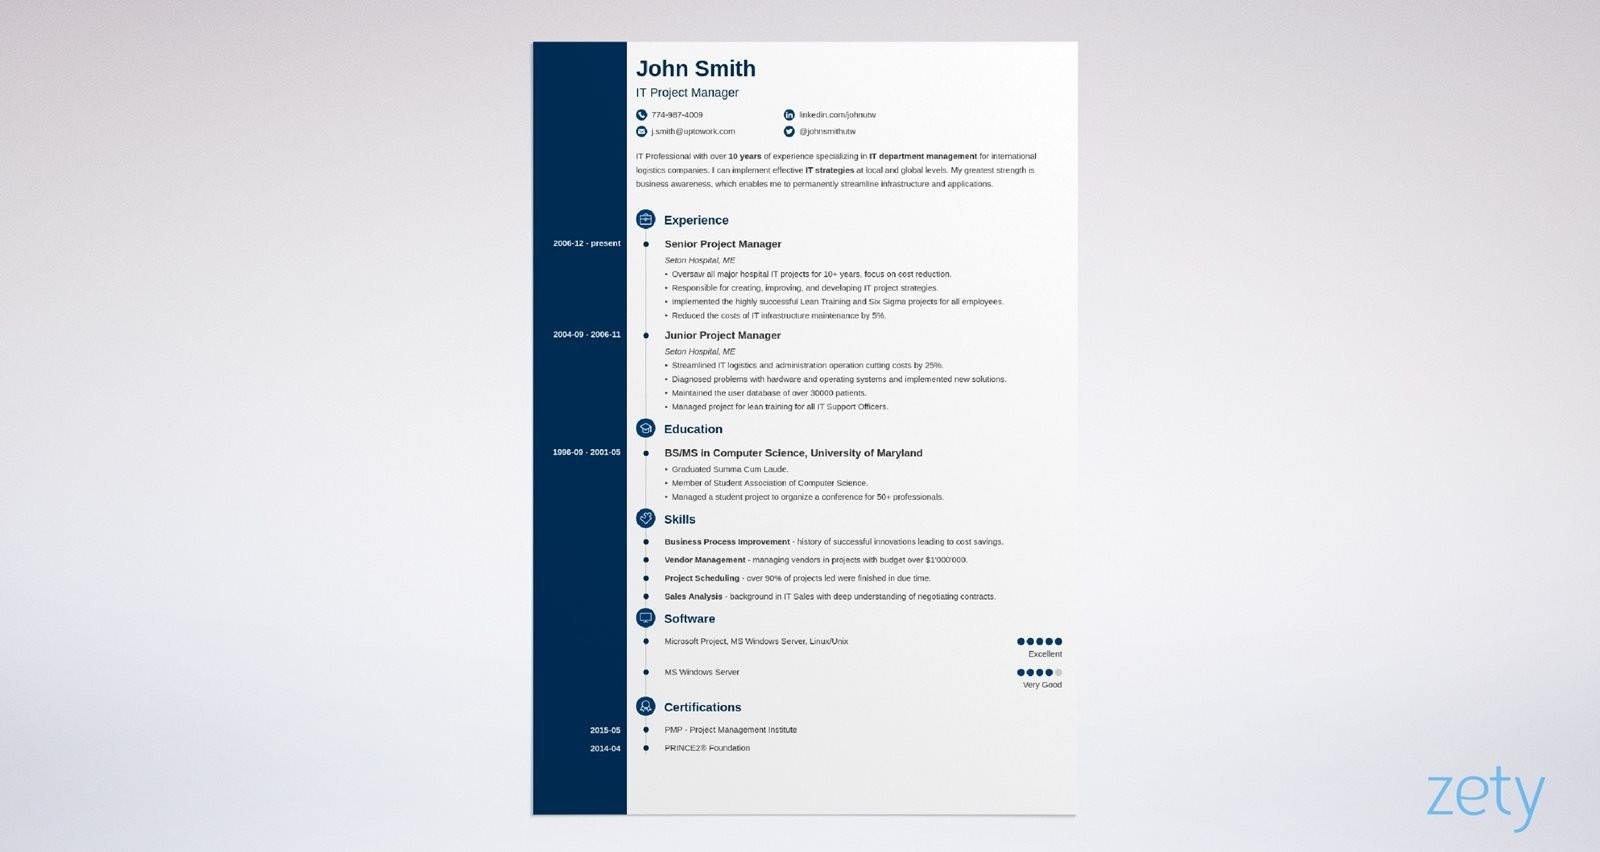 John Smith
IT Project Manager
774-987-4009
linkedin.com/johnutw
j.smith@uptowork.com
@johnsmithutw
IT Professional with over 10 years of experience specializing in IT department management for international
logistics companies. I can implement effective IT strategies at local and global levels. My greatest strength is
business awareness, which enables me to permanently streamline infrastructure and applications.
Experience
2006-12 - present
Senior Project Manager
Seton Hospital, ME
• Oversaw all major hospital IT projects for 10+ years, focus on cost reduction.
• Responsible for creating, improving, and developing IT project strategies.
• Implemented the highly successful Lean Training and Six Sigma projects for all employees.
• Reduced the costs of IT infrastructure maintenance by 5%.
2004-09 - 2006-11
Junior Project Manager
Seton Hospital, ME
• Streamlined IT logistics and administration operation cutting costs by 25%.
• Diagnosed problems with hardware and operating systems and implemented new solutions.
• Maintained the user database of over 30000 patients.
• Managed project for lean training for all IT Support Officers.
Education
1996-09 - 2001-05
BS/MS in Computer Science, University of Maryland
• Graduated Summa Cum Laude.
• Member of Student Association of Computer Science.
• Managed a student project to organize a conference for 50+ professionals.
Skills
Business Process Improvement - history of successful innovations leading to cost savings.
Vendor Management - managing vendors in projects with budget over $1'000'000.
Project Scheduling - over 90% of projects led were finished in due time.
Sales Analysis - background in IT Sales with deep understanding of negotiating contracts.
Software
Microsoft Project, MS Windows Server, Linux/Unix
Excellent
MS Windows Server
Very Good
Certifications
2015-05
PMP - Project Management Institute
2014-04
PRINCE2® Foundation
zety